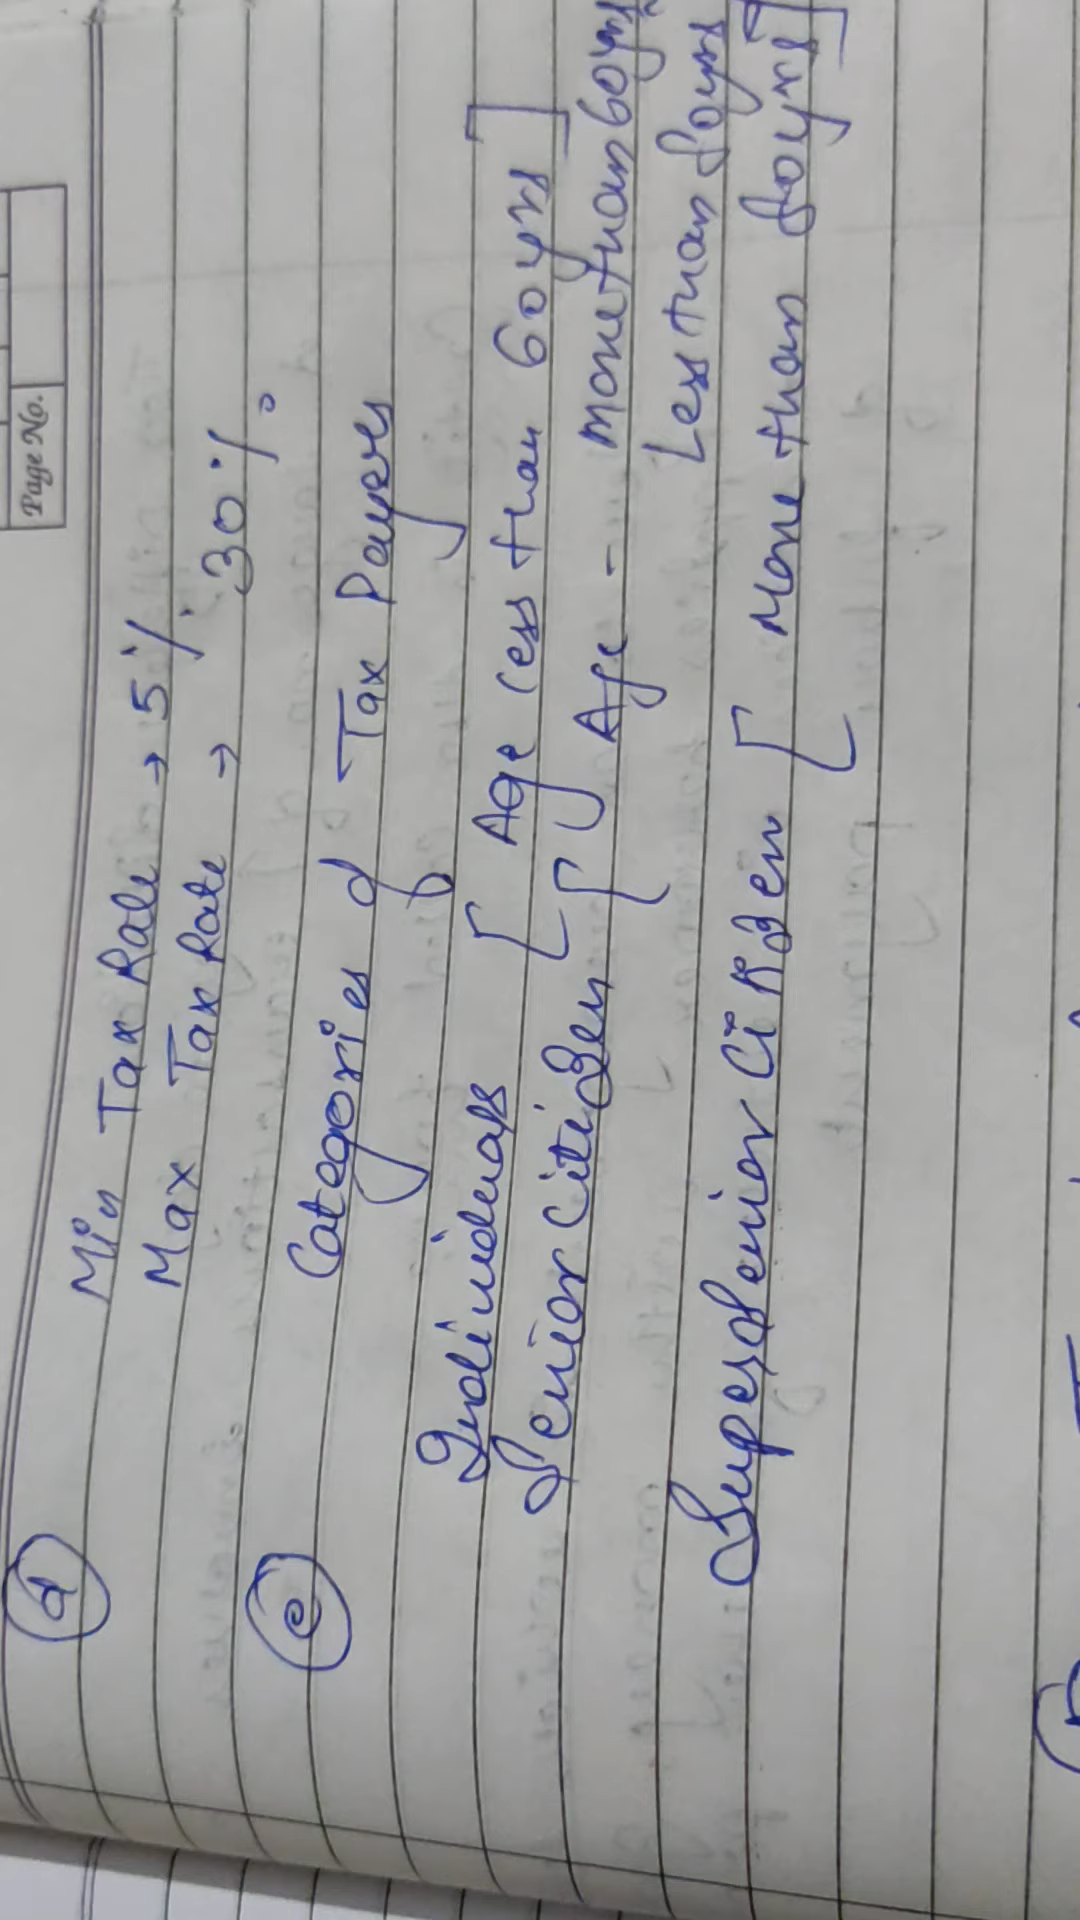 Page No.
(d) Min Tax Rate → 5%
Max Tax Rate → 30%
(e) Categories of Tax Payers
Individuals [Age Less than 60 yrs]
Senior Citizen [Age - More than 60 yrs
Less than 80 yrs]
Super Senior Citizen [More than 80 yrs]